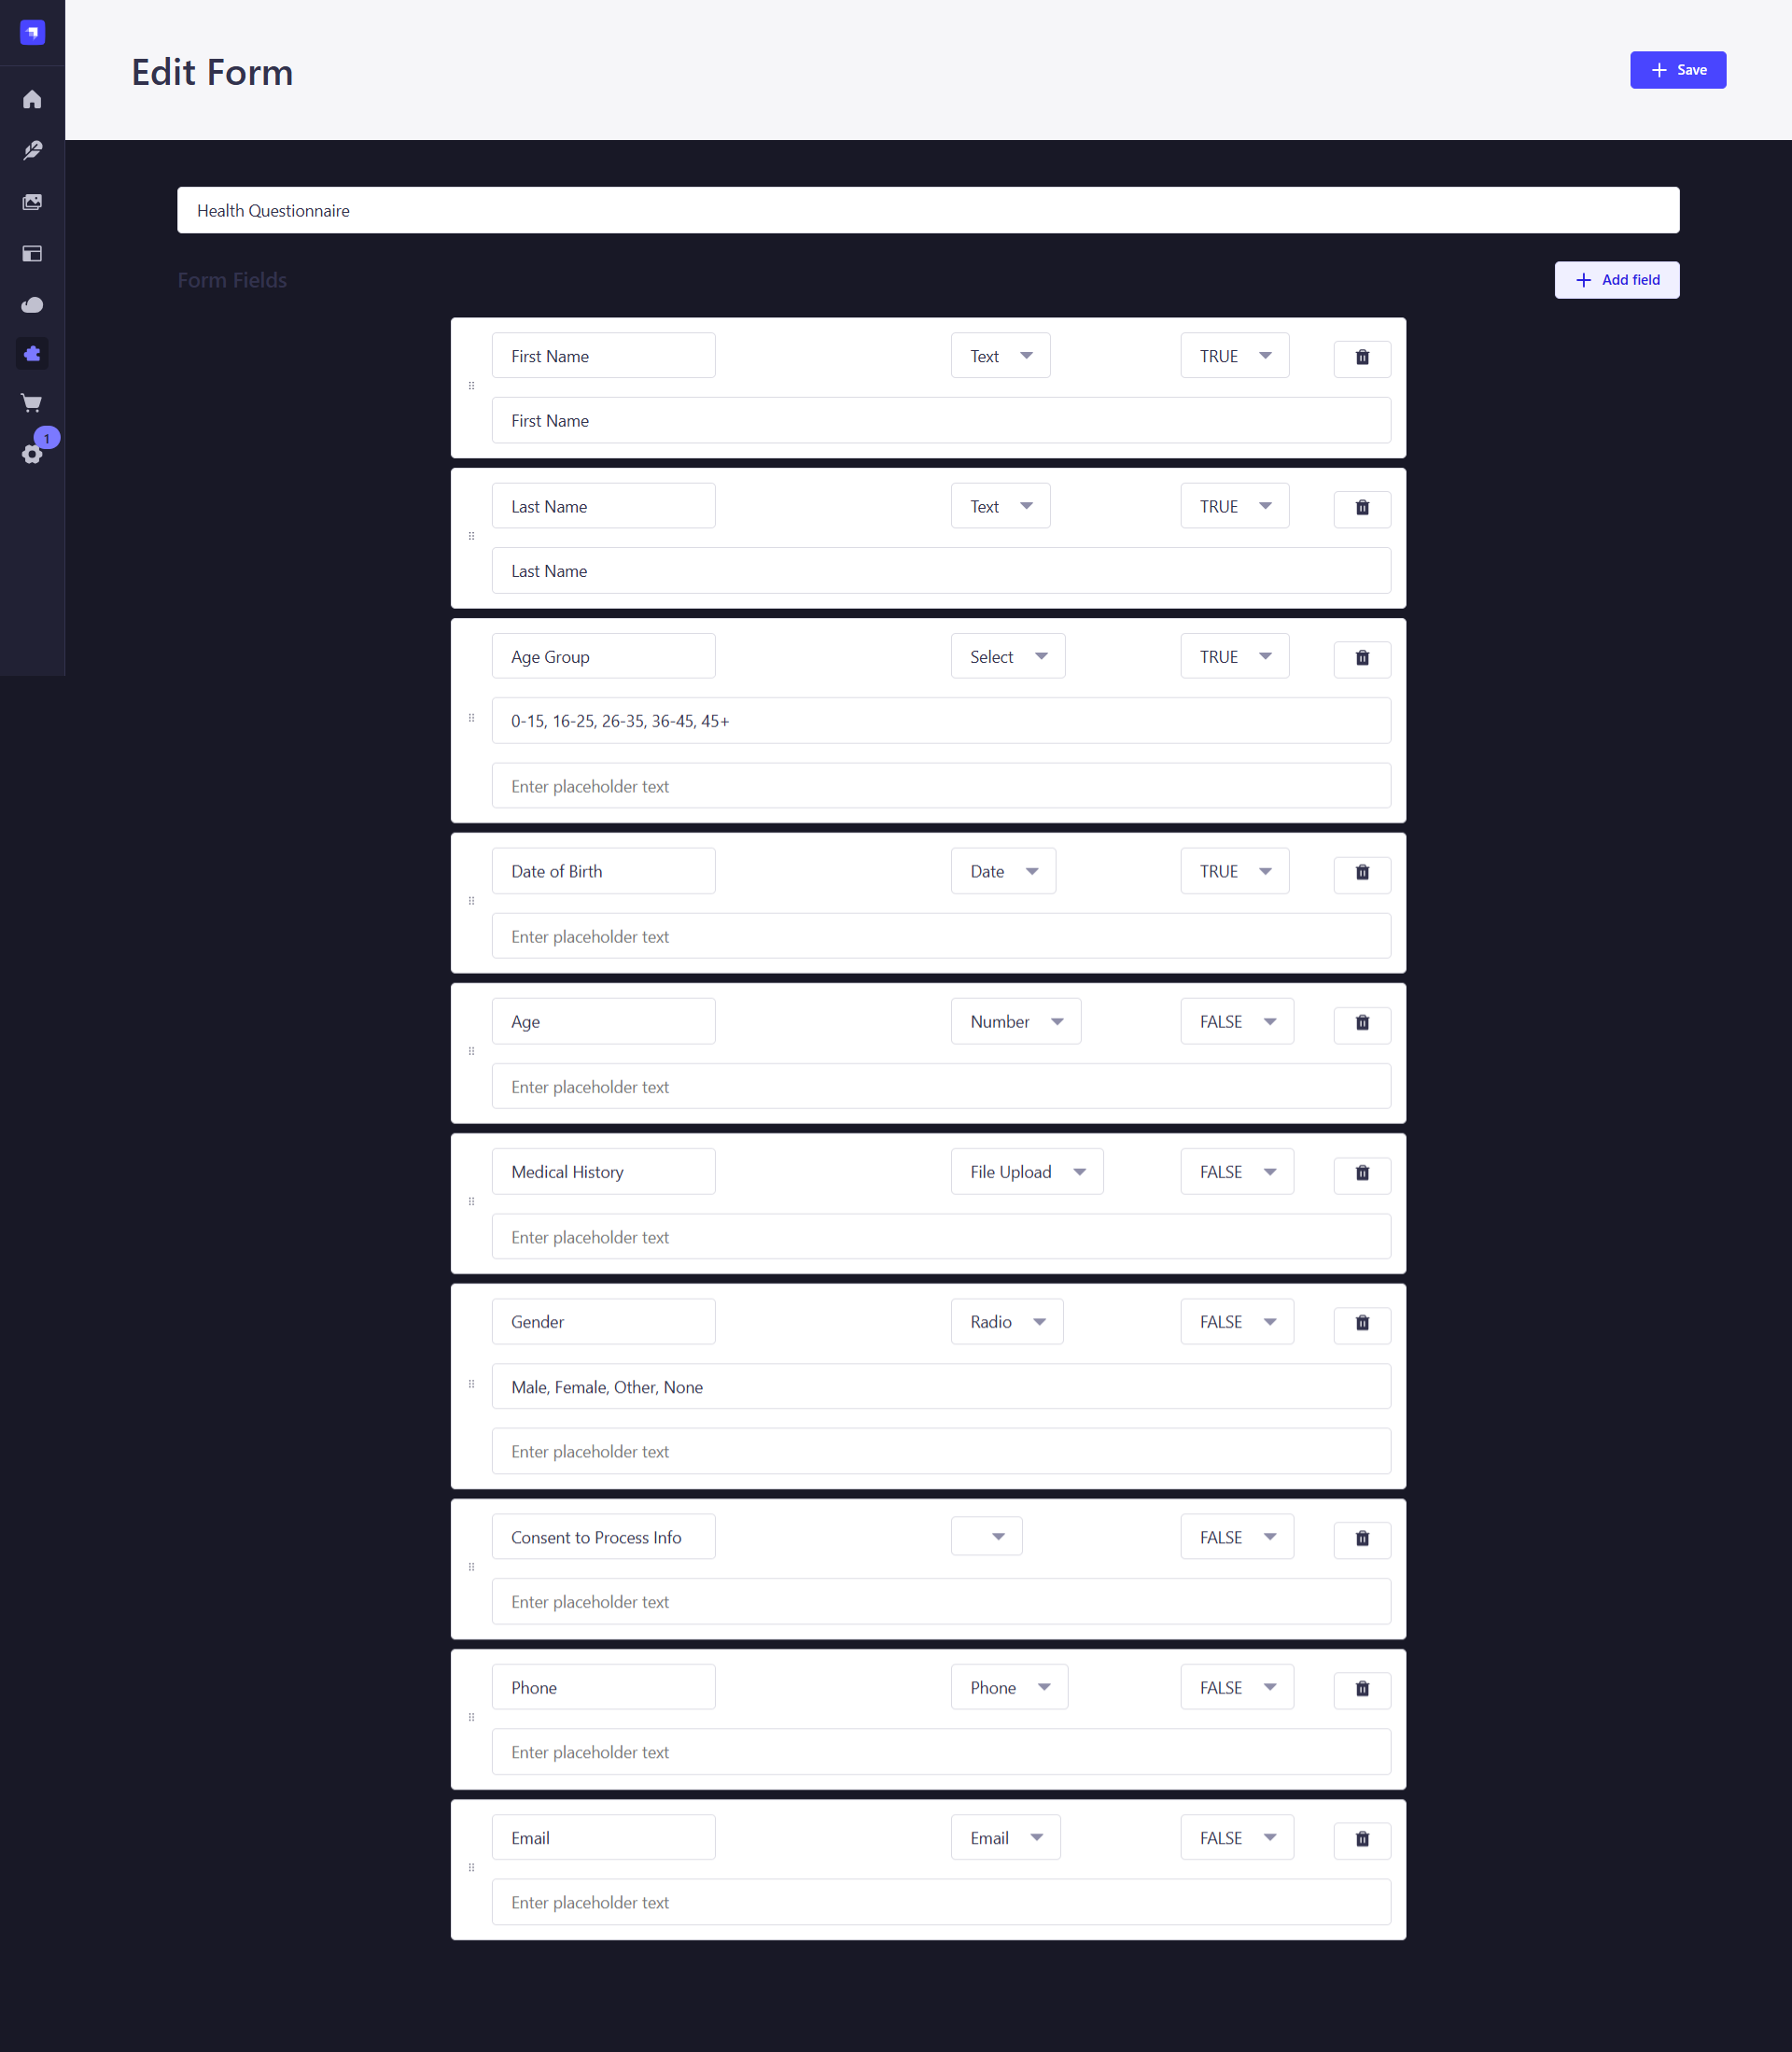 Edit Form
Save
1
Health Questionnaire
Form Fields
Add field
First Name Text TRUE
First Name
Last Name Text TRUE
Last Name
Age Group Select TRUE
0-15, 16-25, 26-35, 36-45, 45+
Enter placeholder text
Date of Birth Date TRUE
Enter placeholder text
Age Number FALSE
Enter placeholder text
Medical History File Upload FALSE
Enter placeholder text
Gender Radio FALSE
Male, Female, Other, None
Enter placeholder text
Consent to Process Info FALSE
Enter placeholder text
Phone Phone FALSE
Enter placeholder text
Email Email FALSE
Enter placeholder text